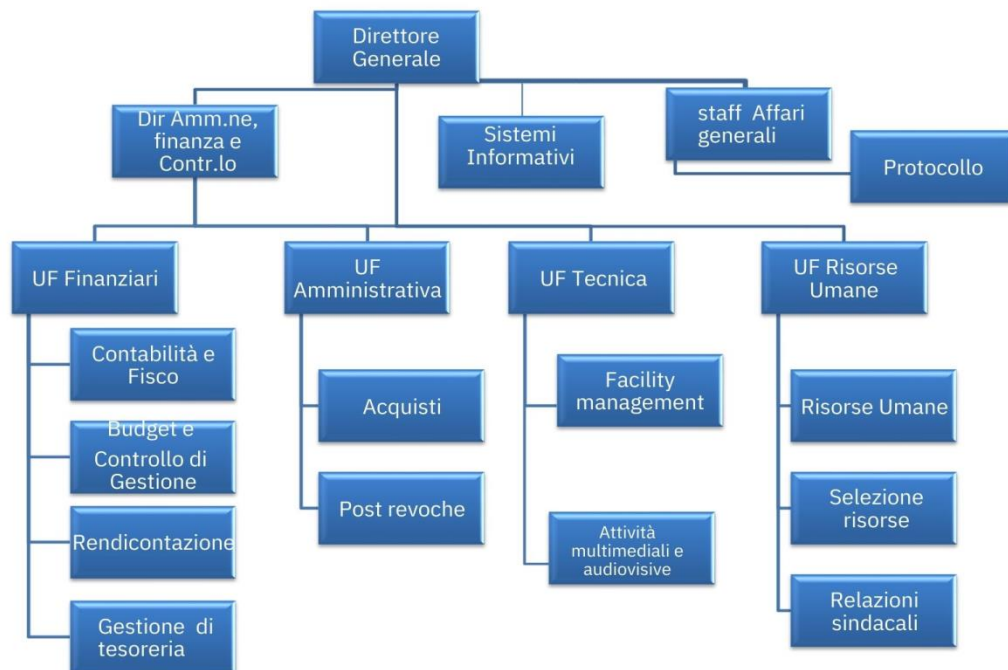 Direttore
Generale
Dir Amm.ne,
finanza e
Contr.lo
Sistemi
Informativi
staff Affari
generali
Protocollo
UF Finanziari
UF
Amministrativa
UF Tecnica
UF Risorse
Umane
Contabilità e
Fisco
Budget e
Controllo di
Gestione
Rendicontazione
Gestione di
tesoreria
Acquisti
Post revoche
Facility
management
Attività
multimediali e
audiovisive
Risorse Umane
Selezione
risorse
Relazioni
sindacali